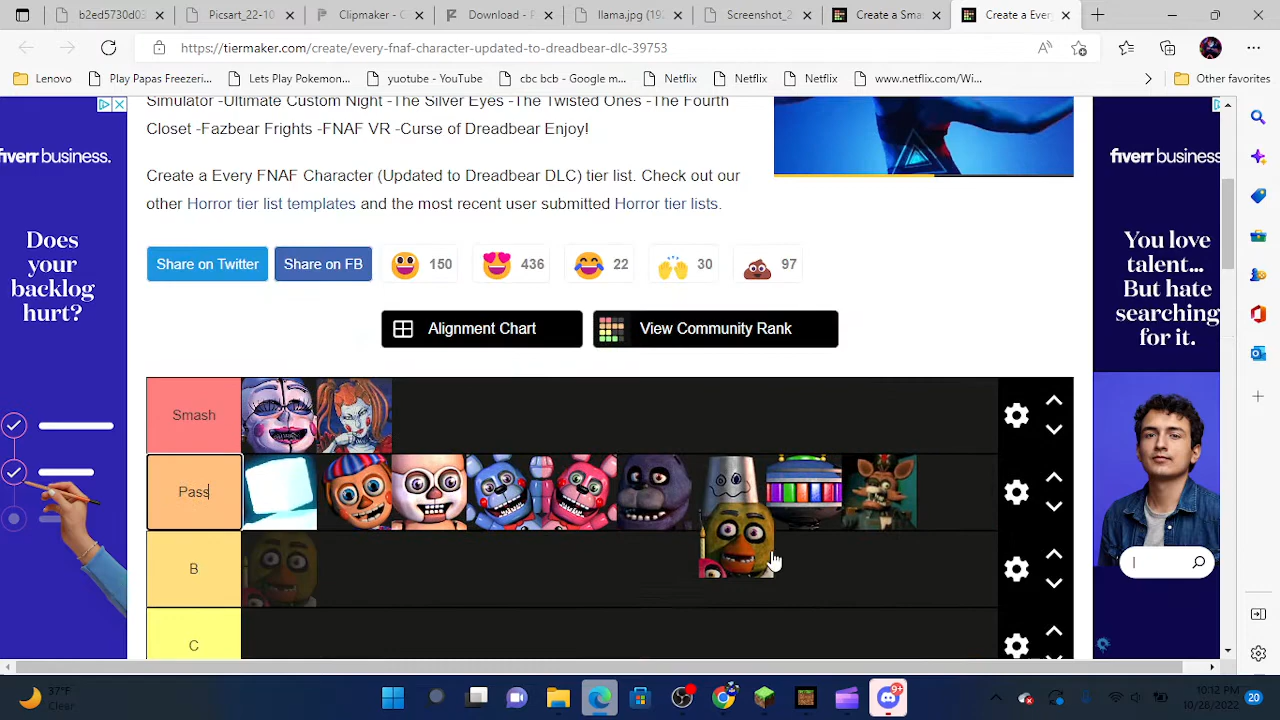 b2ed5730d03
Picsart_22-0
Clipmaker - C
Download - F
llama.jpg (19
Screenshot_2
Create a Sma
Create a Ever
https://tiermaker.com/create/every-fnaf-character-updated-to-dreadbear-dlc-39753
Lenovo
Play Papas Freezeri...
Lets Play Pokemon...
yuotube - YouTube
cbc bcb - Google m...
Netflix
Netflix
Netflix
www.netflix.com/Wi...
Other favorites
Simulator -Ultimate Custom Night -The Silver Eyes -The Twisted Ones -The Fourth
Closet -Fazbear Frights -FNAF VR -Curse of Dreadbear Enjoy!
Create a Every FNAF Character (Updated to Dreadbear DLC) tier list. Check out our
other Horror tier list templates and the most recent user submitted Horror tier lists.
Share on Twitter
Share on FB
150
436
22
30
97
Alignment Chart
View Community Rank
Smash
Pass
B
C
fiverr business.
Does
your
backlog
hurt?
fiverr business.
You love
talent...
But hate
searching
for it.
37°F
Clear
9+
10:12 PM
10/28/2022
20